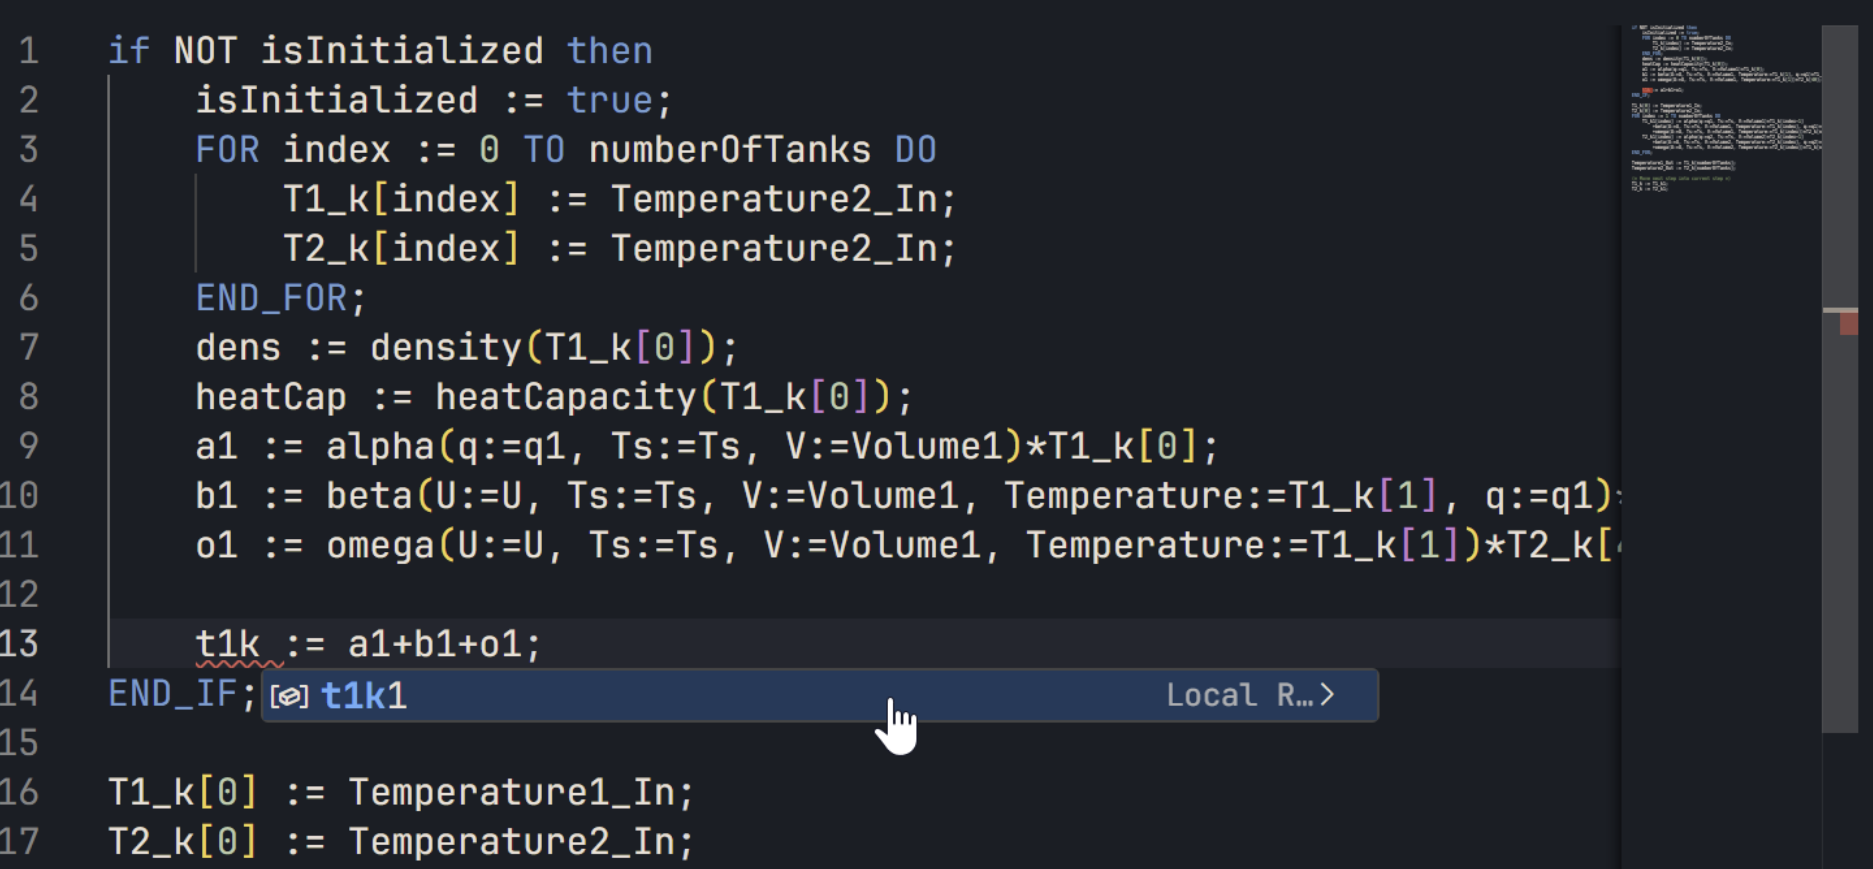 1 if NOT isInitialized then
2 isInitialized := true;
3 FOR index := 0 TO numberOfTanks DO
4 T1_k[index] := Temperature2_In;
5 T2_k[index] := Temperature2_In;
6 END_FOR;
7 dens := density(T1_k[0]);
8 heatCap := heatCapacity(T1_k[0]);
9 a1 := alpha(q:=q1, Ts:=Ts, V:=Volume1)*T1_k[0];
10 b1 := beta(U:=U, Ts:=Ts, V:=Volume1, Temperature:=T1_k[1], q:=q1)
11 o1 := omega(U:=U, Ts:=Ts, V:=Volume1, Temperature:=T1_k[1])*T2_k[
12
13 t1k := a1+b1+o1;
14 END_IF;
t1k1 Local R…>
15
16 T1_k[0] := Temperature1_In;
17 T2_k[0] := Temperature2_In;